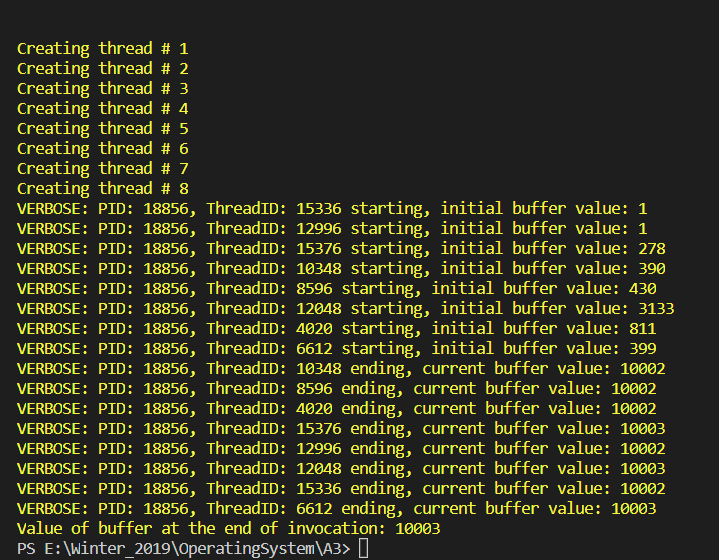 Creating thread # 1
Creating thread # 2
Creating thread # 3
Creating thread # 4
Creating thread # 5
Creating thread # 6
Creating thread # 7
Creating thread # 8
VERBOSE: PID: 18856, ThreadID: 15336 starting, initial buffer value: 1
VERBOSE: PID: 18856, ThreadID: 12996 starting, initial buffer value: 1
VERBOSE: PID: 18856, ThreadID: 15376 starting, initial buffer value: 278
VERBOSE: PID: 18856, ThreadID: 10348 starting, initial buffer value: 390
VERBOSE: PID: 18856, ThreadID: 8596 starting, initial buffer value: 430
VERBOSE: PID: 18856, ThreadID: 12048 starting, initial buffer value: 3133
VERBOSE: PID: 18856, ThreadID: 4020 starting, initial buffer value: 811
VERBOSE: PID: 18856, ThreadID: 6612 starting, initial buffer value: 399
VERBOSE: PID: 18856, ThreadID: 10348 ending, current buffer value: 10002
VERBOSE: PID: 18856, ThreadID: 8596 ending, current buffer value: 10002
VERBOSE: PID: 18856, ThreadID: 4020 ending, current buffer value: 10002
VERBOSE: PID: 18856, ThreadID: 15376 ending, current buffer value: 10003
VERBOSE: PID: 18856, ThreadID: 12996 ending, current buffer value: 10002
VERBOSE: PID: 18856, ThreadID: 12048 ending, current buffer value: 10003
VERBOSE: PID: 18856, ThreadID: 15336 ending, current buffer value: 10002
VERBOSE: PID: 18856, ThreadID: 6612 ending, current buffer value: 10003
Value of buffer at the end of invocation: 10003
PS E:\Winter_2019\OperatingSystem\A3>